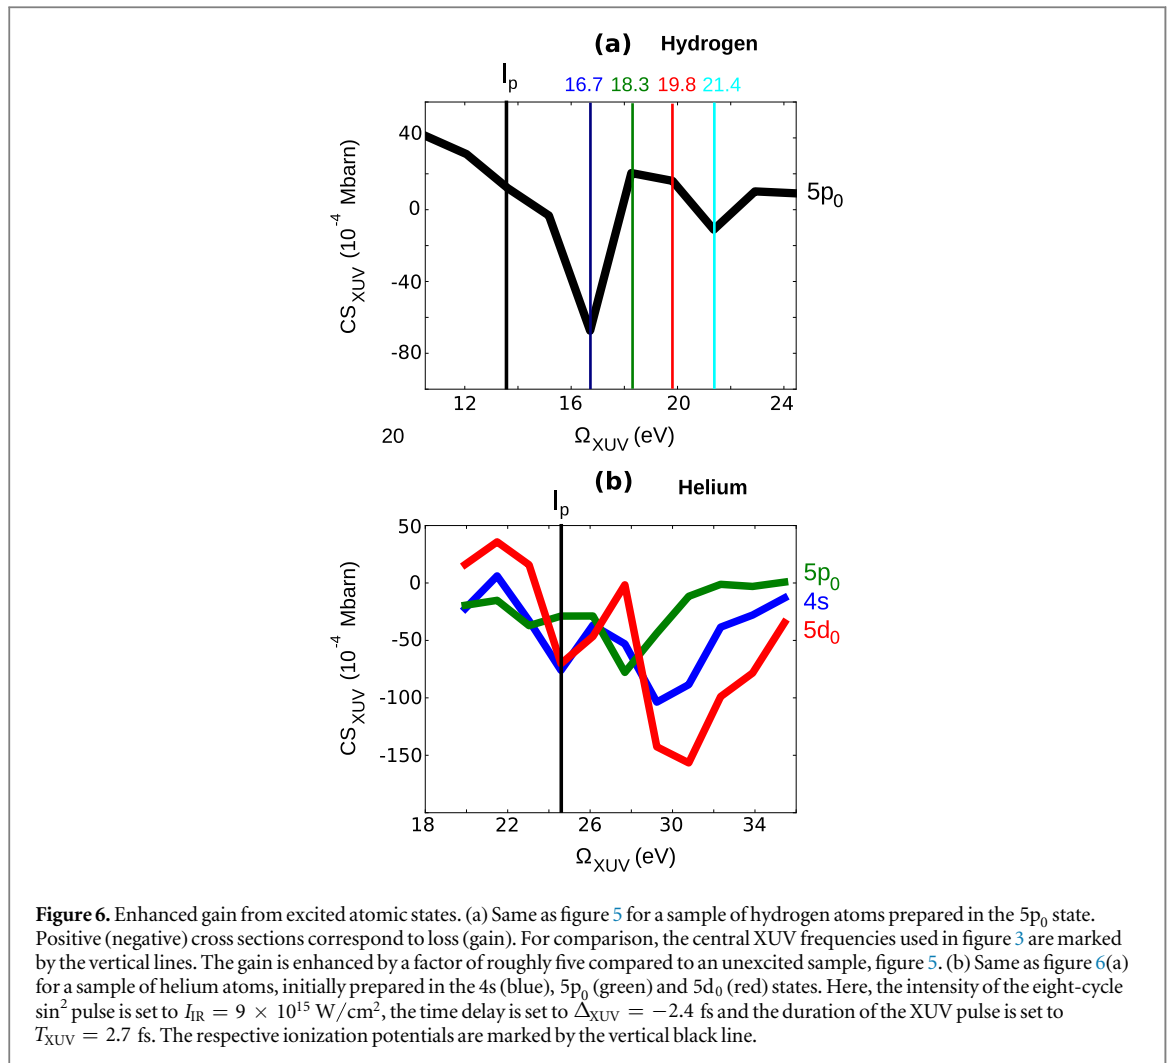 (a) Hydrogen
I_p
16.7 18.3 19.8 21.4
40
0
-40
-80
CS_XUV (10^-4 Mbarn)
5p_0
12 16 20 24
20
Ω_XUV (eV)
(b) Helium
I_p
50
0
-50
-100
-150
CS_XUV (10^-4 Mbarn)
5p_0
4s
5d_0
18 22 26 30 34
Ω_XUV (eV)
Figure 6. Enhanced gain from excited atomic states. (a) Same as figure 5 for a sample of hydrogen atoms prepared in the 5p_0 state.
Positive (negative) cross sections correspond to loss (gain). For comparison, the central XUV frequencies used in figure 3 are marked
by the vertical lines. The gain is enhanced by a factor of roughly five compared to an unexcited sample, figure 5. (b) Same as figure 6(a)
for a sample of helium atoms, initially prepared in the 4s (blue), 5p_0 (green) and 5d_0 (red) states. Here, the intensity of the eight-cycle
sin^2 pulse is set to I_IR = 9 × 10^15 W/cm^2, the time delay is set to Δ_XUV = −2.4 fs and the duration of the XUV pulse is set to
T_XUV = 2.7 fs. The respective ionization potentials are marked by the vertical black line.